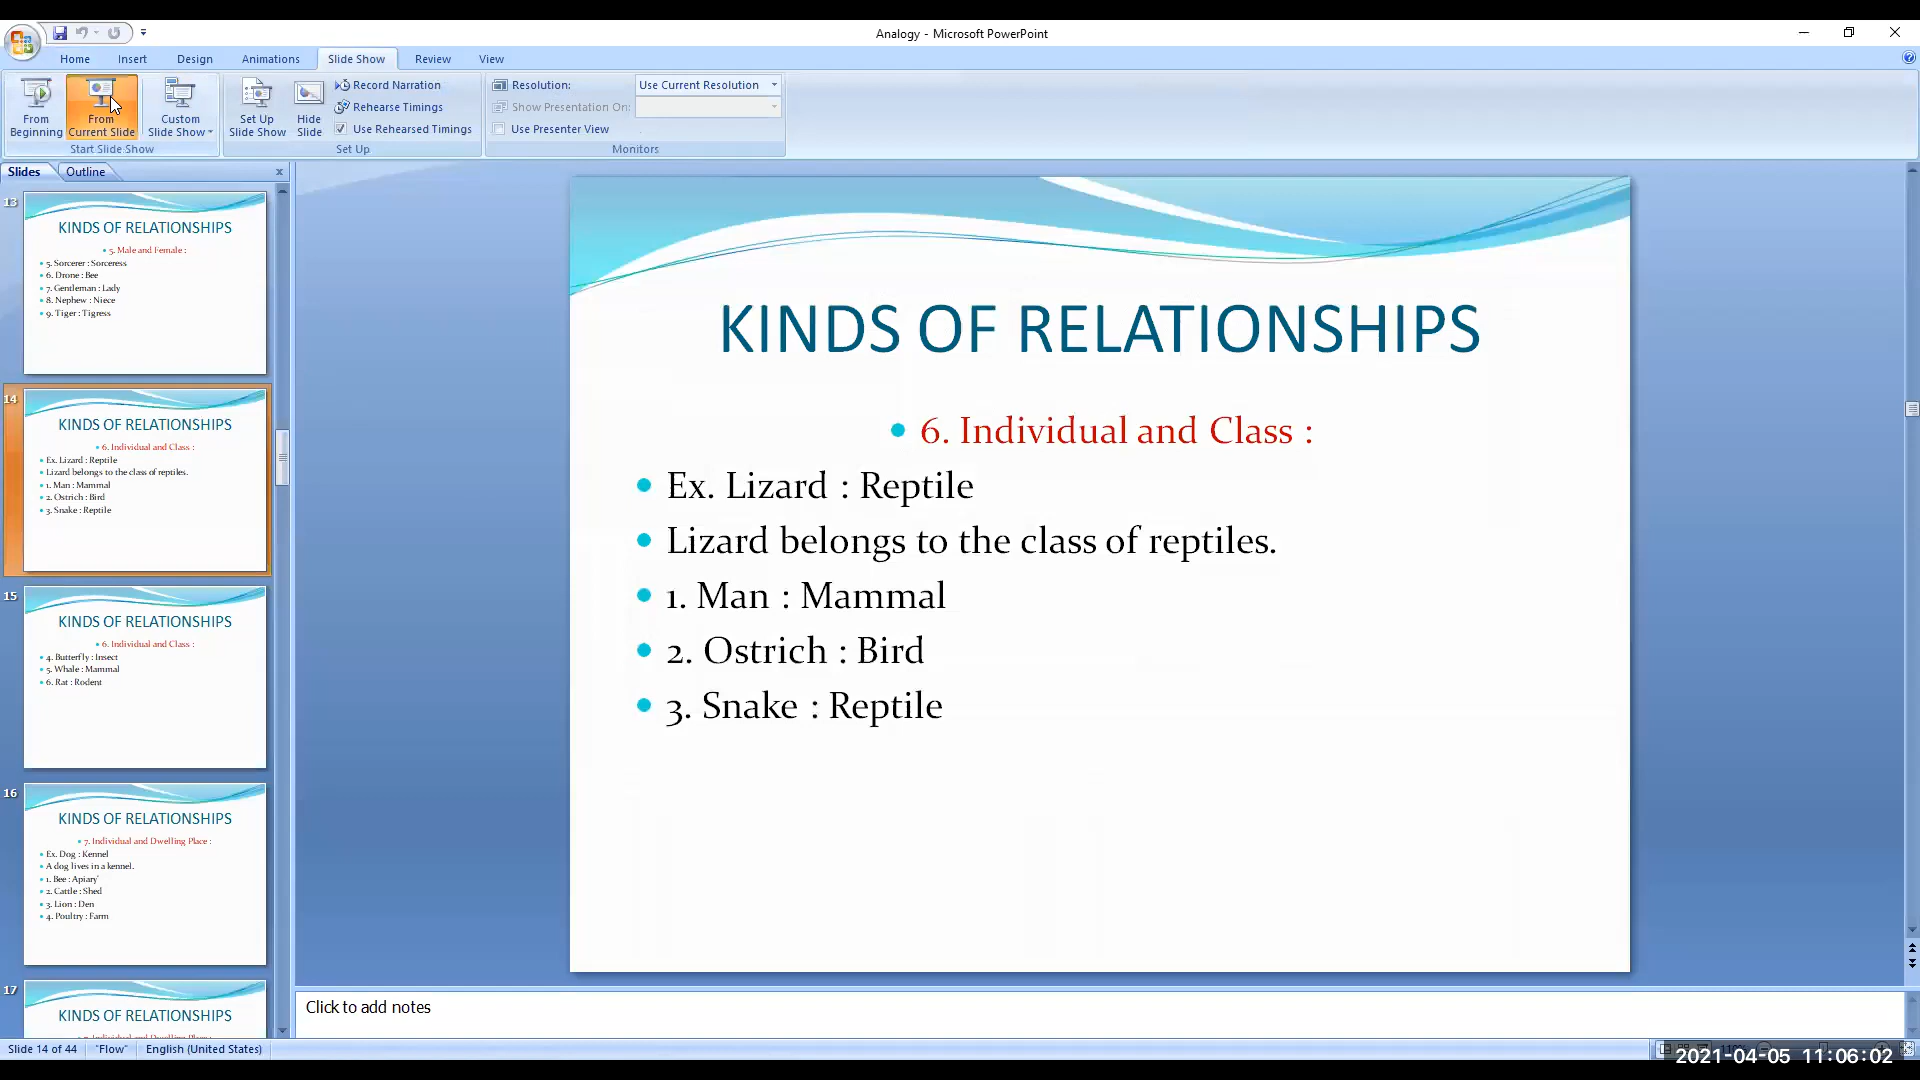 Analogy - Microsoft PowerPoint
Home Insert Design Animations Slide Show Review View
From Beginning
From Current Slide
Custom Slide Show
Start Slide Show
Set Up Slide Show
Hide Slide
Record Narration
Rehearse Timings
Use Rehearsed Timings
Set Up
Resolution: Use Current Resolution
Show Presentation On:
Use Presenter View
Monitors
Slides Outline
13
KINDS OF RELATIONSHIPS
5. Male and Female :
5. Sorcerer : Sorceress
6. Drone : Bee
7. Gentleman : Lady
8. Nephew : Niece
9. Tiger : Tigress
14
KINDS OF RELATIONSHIPS
6. Individual and Class :
Ex. Lizard : Reptile
Lizard belongs to the class of reptiles.
1. Man : Mammal
2. Ostrich : Bird
3. Snake : Reptile
15
KINDS OF RELATIONSHIPS
6. Individual and Class :
4. Butterfly : Insect
5. Whale : Mammal
6. Rat : Rodent
16
KINDS OF RELATIONSHIPS
7. Individual and Dwelling Place :
Ex. Dog : Kennel
A dog lives in a kennel.
1. Bee : Apiary
2. Cattle : Shed
3. Lion : Den
4. Poultry : Farm
17
KINDS OF RELATIONSHIPS
KINDS OF RELATIONSHIPS
6. Individual and Class :
Ex. Lizard : Reptile
Lizard belongs to the class of reptiles.
1. Man : Mammal
2. Ostrich : Bird
3. Snake : Reptile
Click to add notes
Slide 14 of 44 "Flow" English (United States)
2021-04-05 11:06:02